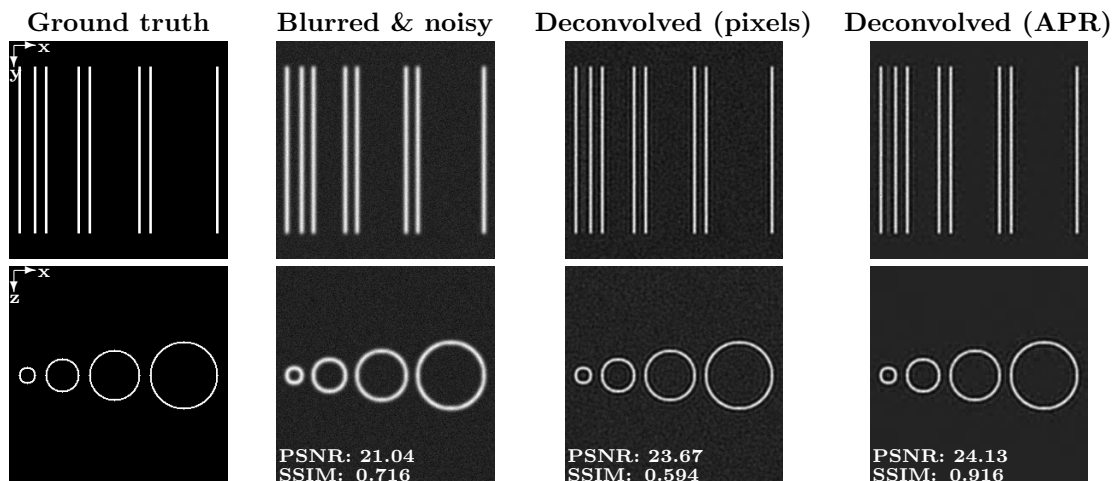 Ground truth Blurred & noisy Deconvolved (pixels) Deconvolved (APR)
x
y
x
z
PSNR: 21.04 PSNR: 23.67 PSNR: 24.13
SSIM: 0.716 SSIM: 0.594 SSIM: 0.916